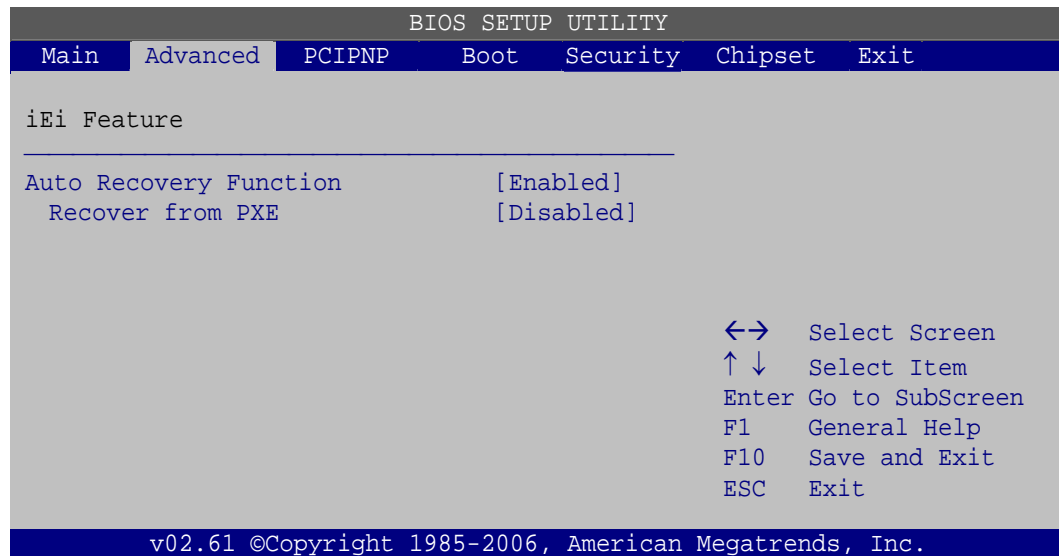 BIOS SETUP UTILITY
Main Advanced PCIPNP Boot Security Chipset Exit
iEi Feature
Auto Recovery Function [Enabled]
Recover from PXE [Disabled]
←→ Select Screen
↑ ↓ Select Item
Enter Go to SubScreen
F1 General Help
F10 Save and Exit
ESC Exit
v02.61 ©Copyright 1985-2006, American Megatrends, Inc.